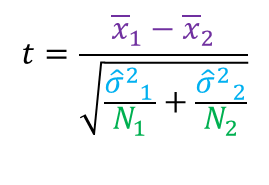 t = (x̅₁ − x̅₂) / √(σ̂²₁/N₁ + σ̂²₂/N₂)